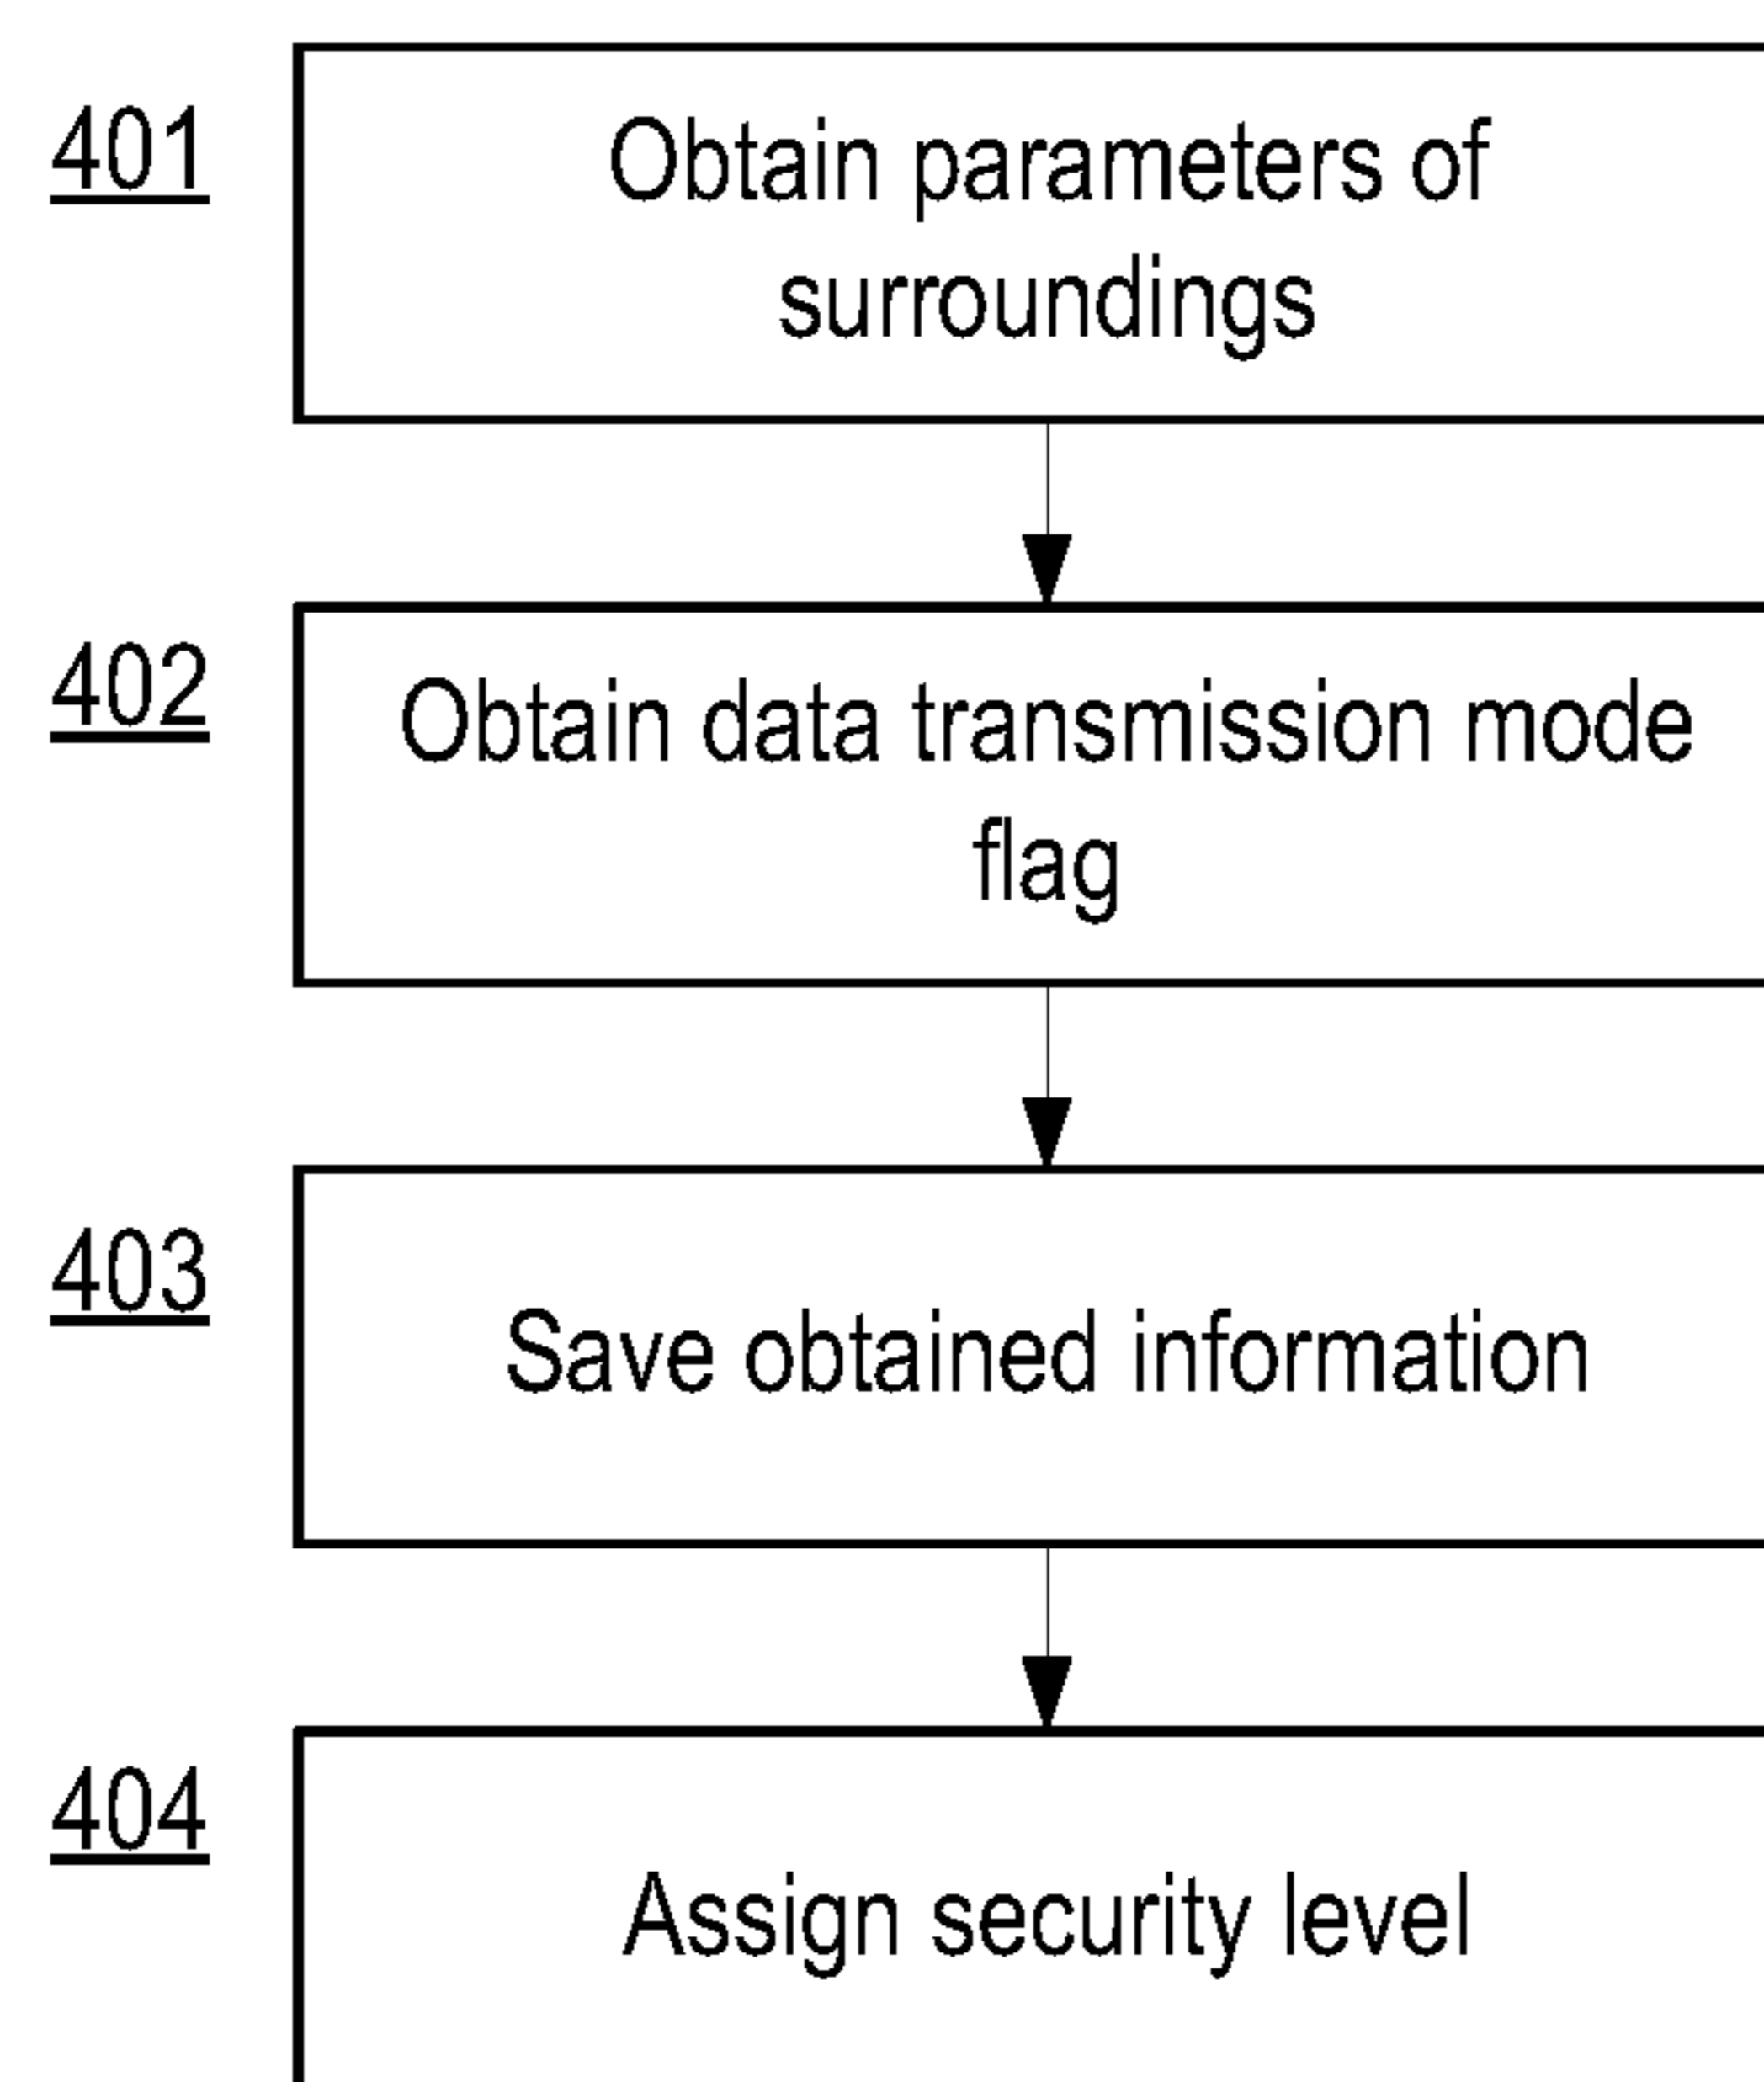 401
Obtain parameters of
surroundings
402
Obtain data transmission mode
flag
403
Save obtained information
404
Assign security level